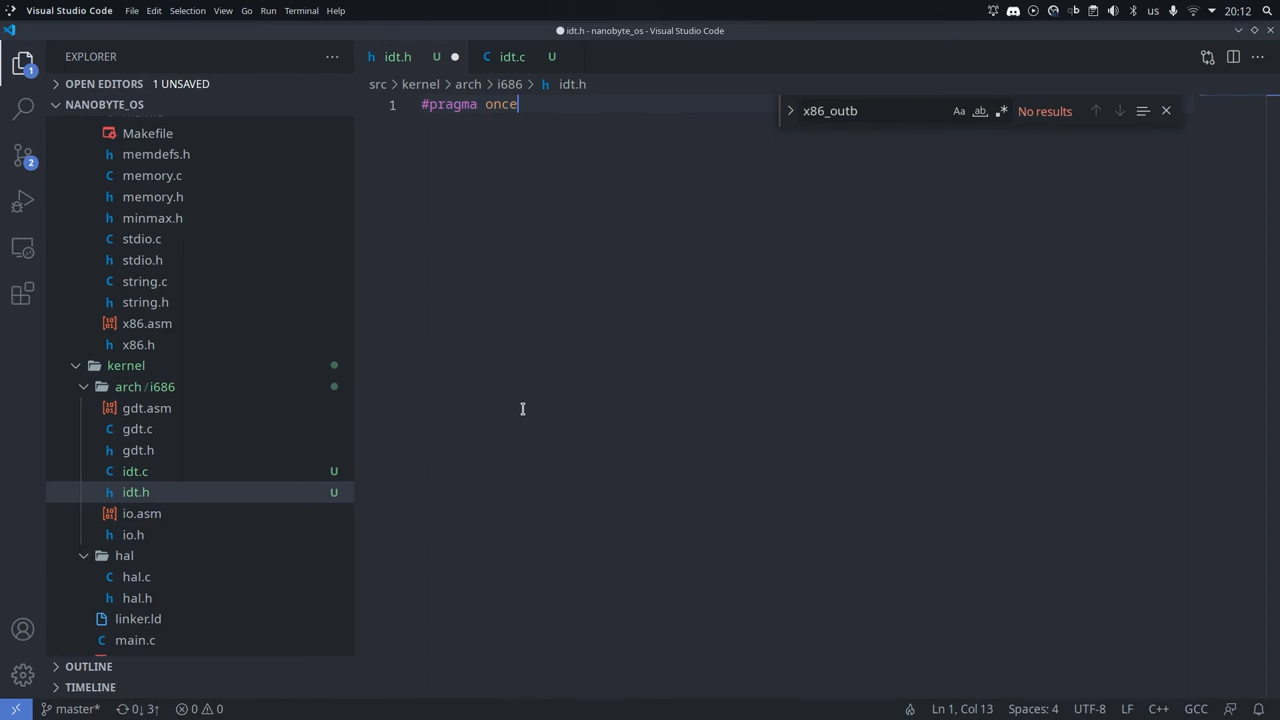 Visual Studio Code File Edit Selection View Go Run Terminal Help us 20:12
idt.h - nanobyte_os - Visual Studio Code
EXPLORER
idt.h U
idt.c U
OPEN EDITORS 1 UNSAVED
src > kernel > arch > i686 > idt.h
NANOBYTE_OS
1 #pragma once
x86_outb Aa ab No results
Makefile
memdefs.h
memory.c
memory.h
minmax.h
stdio.c
stdio.h
string.c
string.h
x86.asm
x86.h
kernel
arch / i686
gdt.asm
gdt.c
gdt.h
idt.c U
idt.h U
io.asm
io.h
hal
hal.c
hal.h
linker.ld
main.c
OUTLINE
TIMELINE
master* 0↓ 3↑ 0 0 Ln 1, Col 13 Spaces: 4 UTF-8 LF C++ GCC